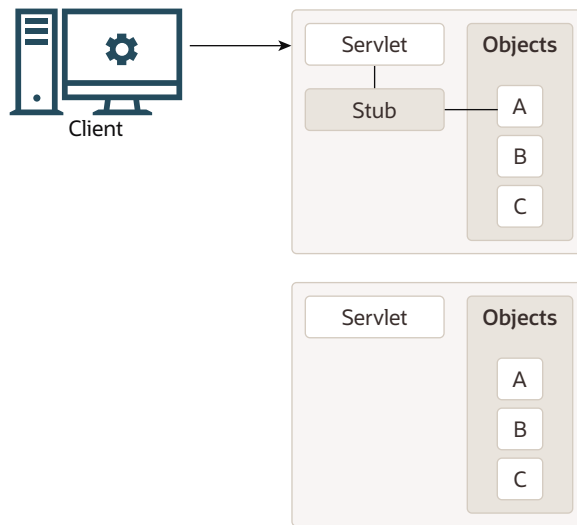 Client
Servlet
Stub
Objects
A
B
C
Servlet
Objects
A
B
C